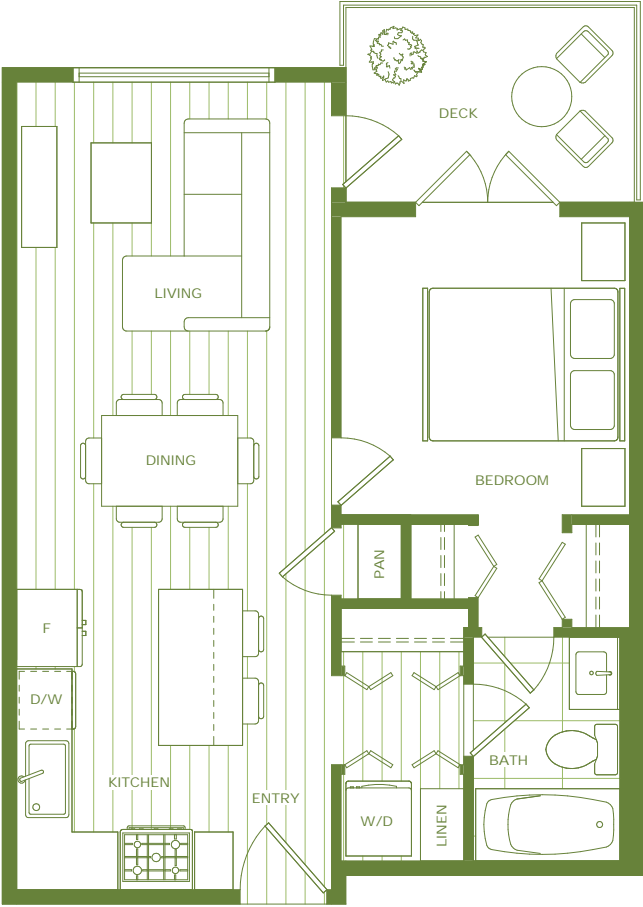 DECK
LIVING
DINING
BEDROOM
PAN
F
D/W
BATH
KITCHEN
ENTRY
W/D
LINEN